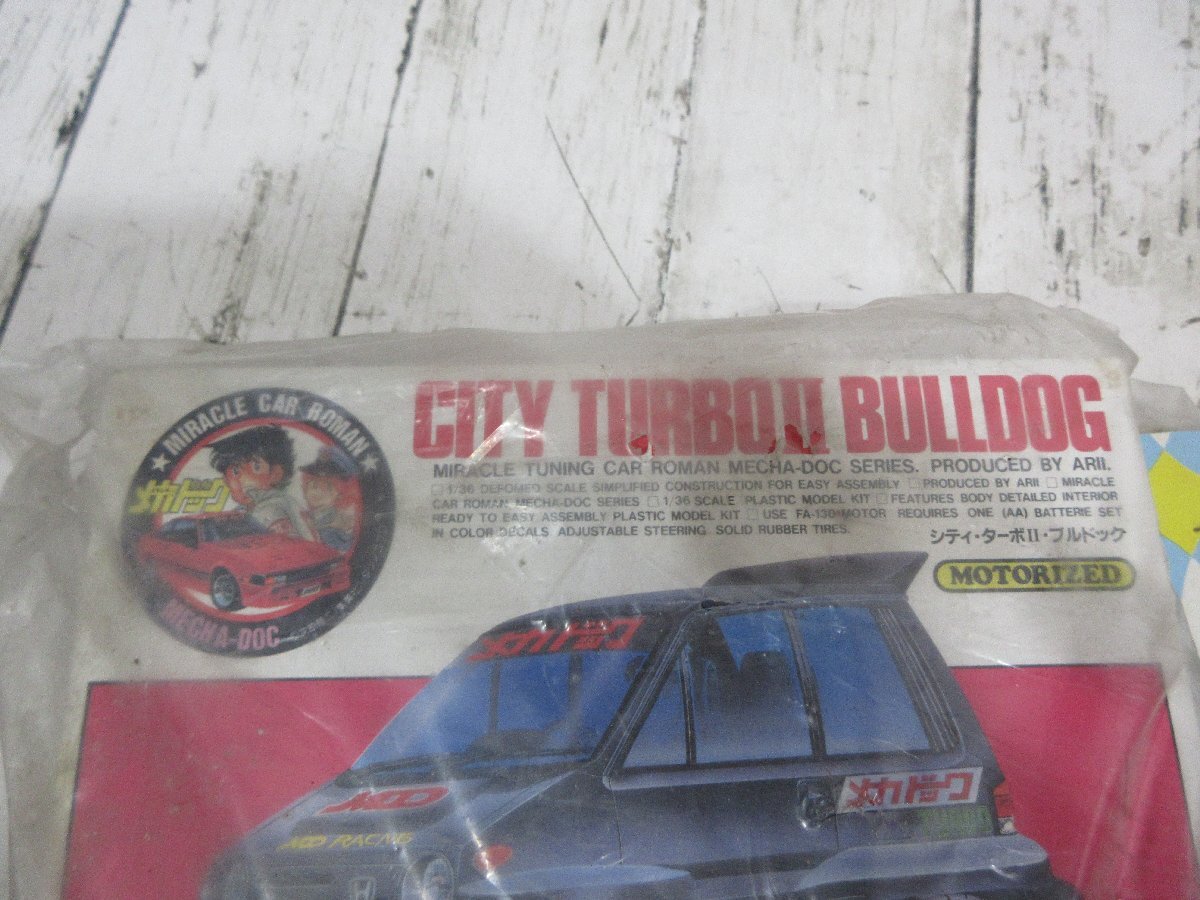 CITY TURBO II BULLDOG
MIRACLE TUNING CAR ROMAN MECHA-DOC SERIES. PRODUCED BY ARII.
□ 1/36 DEFOMED SCALE SIMPLIFIED CONSTRUCTION FOR EASY ASSEMBLY □ PRODUCED BY ARII □ MIRACLE
CAR ROMAN MECHA-DOC SERIES □ 1/36 SCALE PLASTIC MODEL KIT □ FEATURES BODY DETAILED INTERIOR
READY TO EASY ASSEMBLY PLASTIC MODEL KIT □ USE FA-130 MOTOR REQUIRES ONE (AA) BATTERIE SET
IN COLOR DECALS ADJUSTABLE STEERING SOLID RUBBER TIRES.
シティ・ターボII・ブルドック
MOTORIZED
★ MIRACLE CAR ROMAN ★
メカドック
MECHA-DOC
メカドック
メカドック
RACING